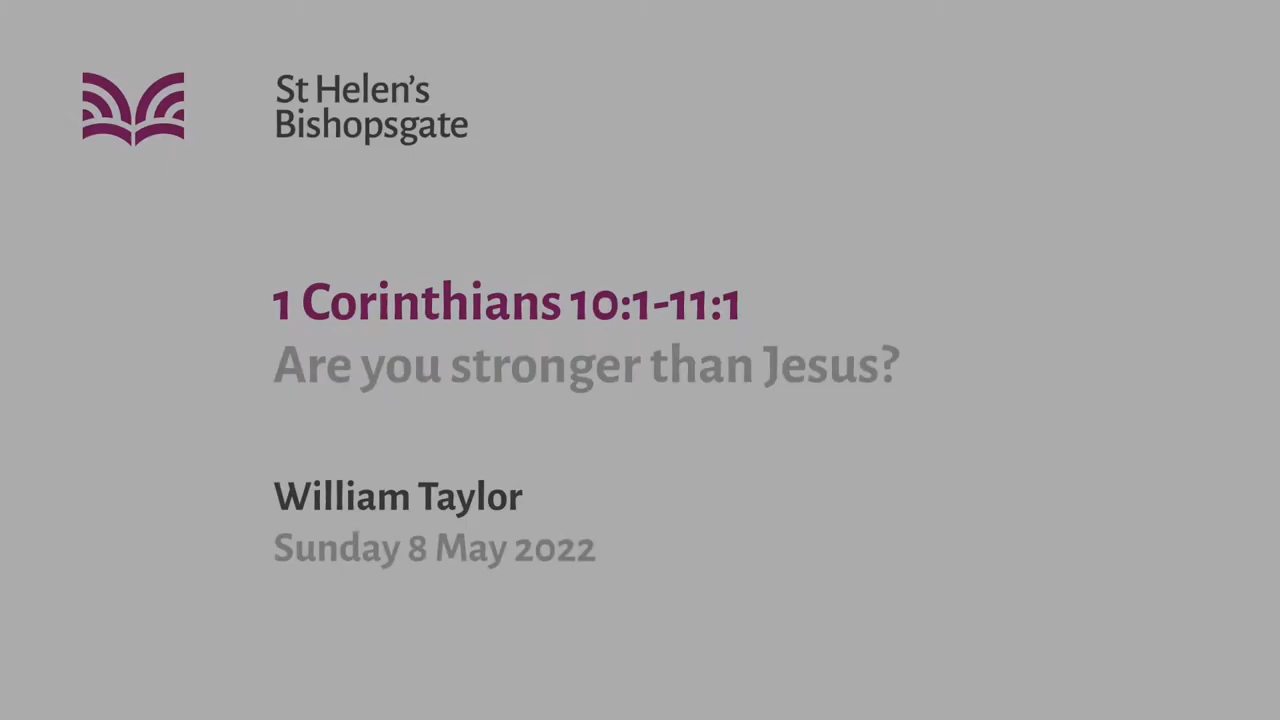 St Helen's
Bishopsgate
1 Corinthians 10:1-11:1
Are you stronger than Jesus?
William Taylor
Sunday 8 May 2022